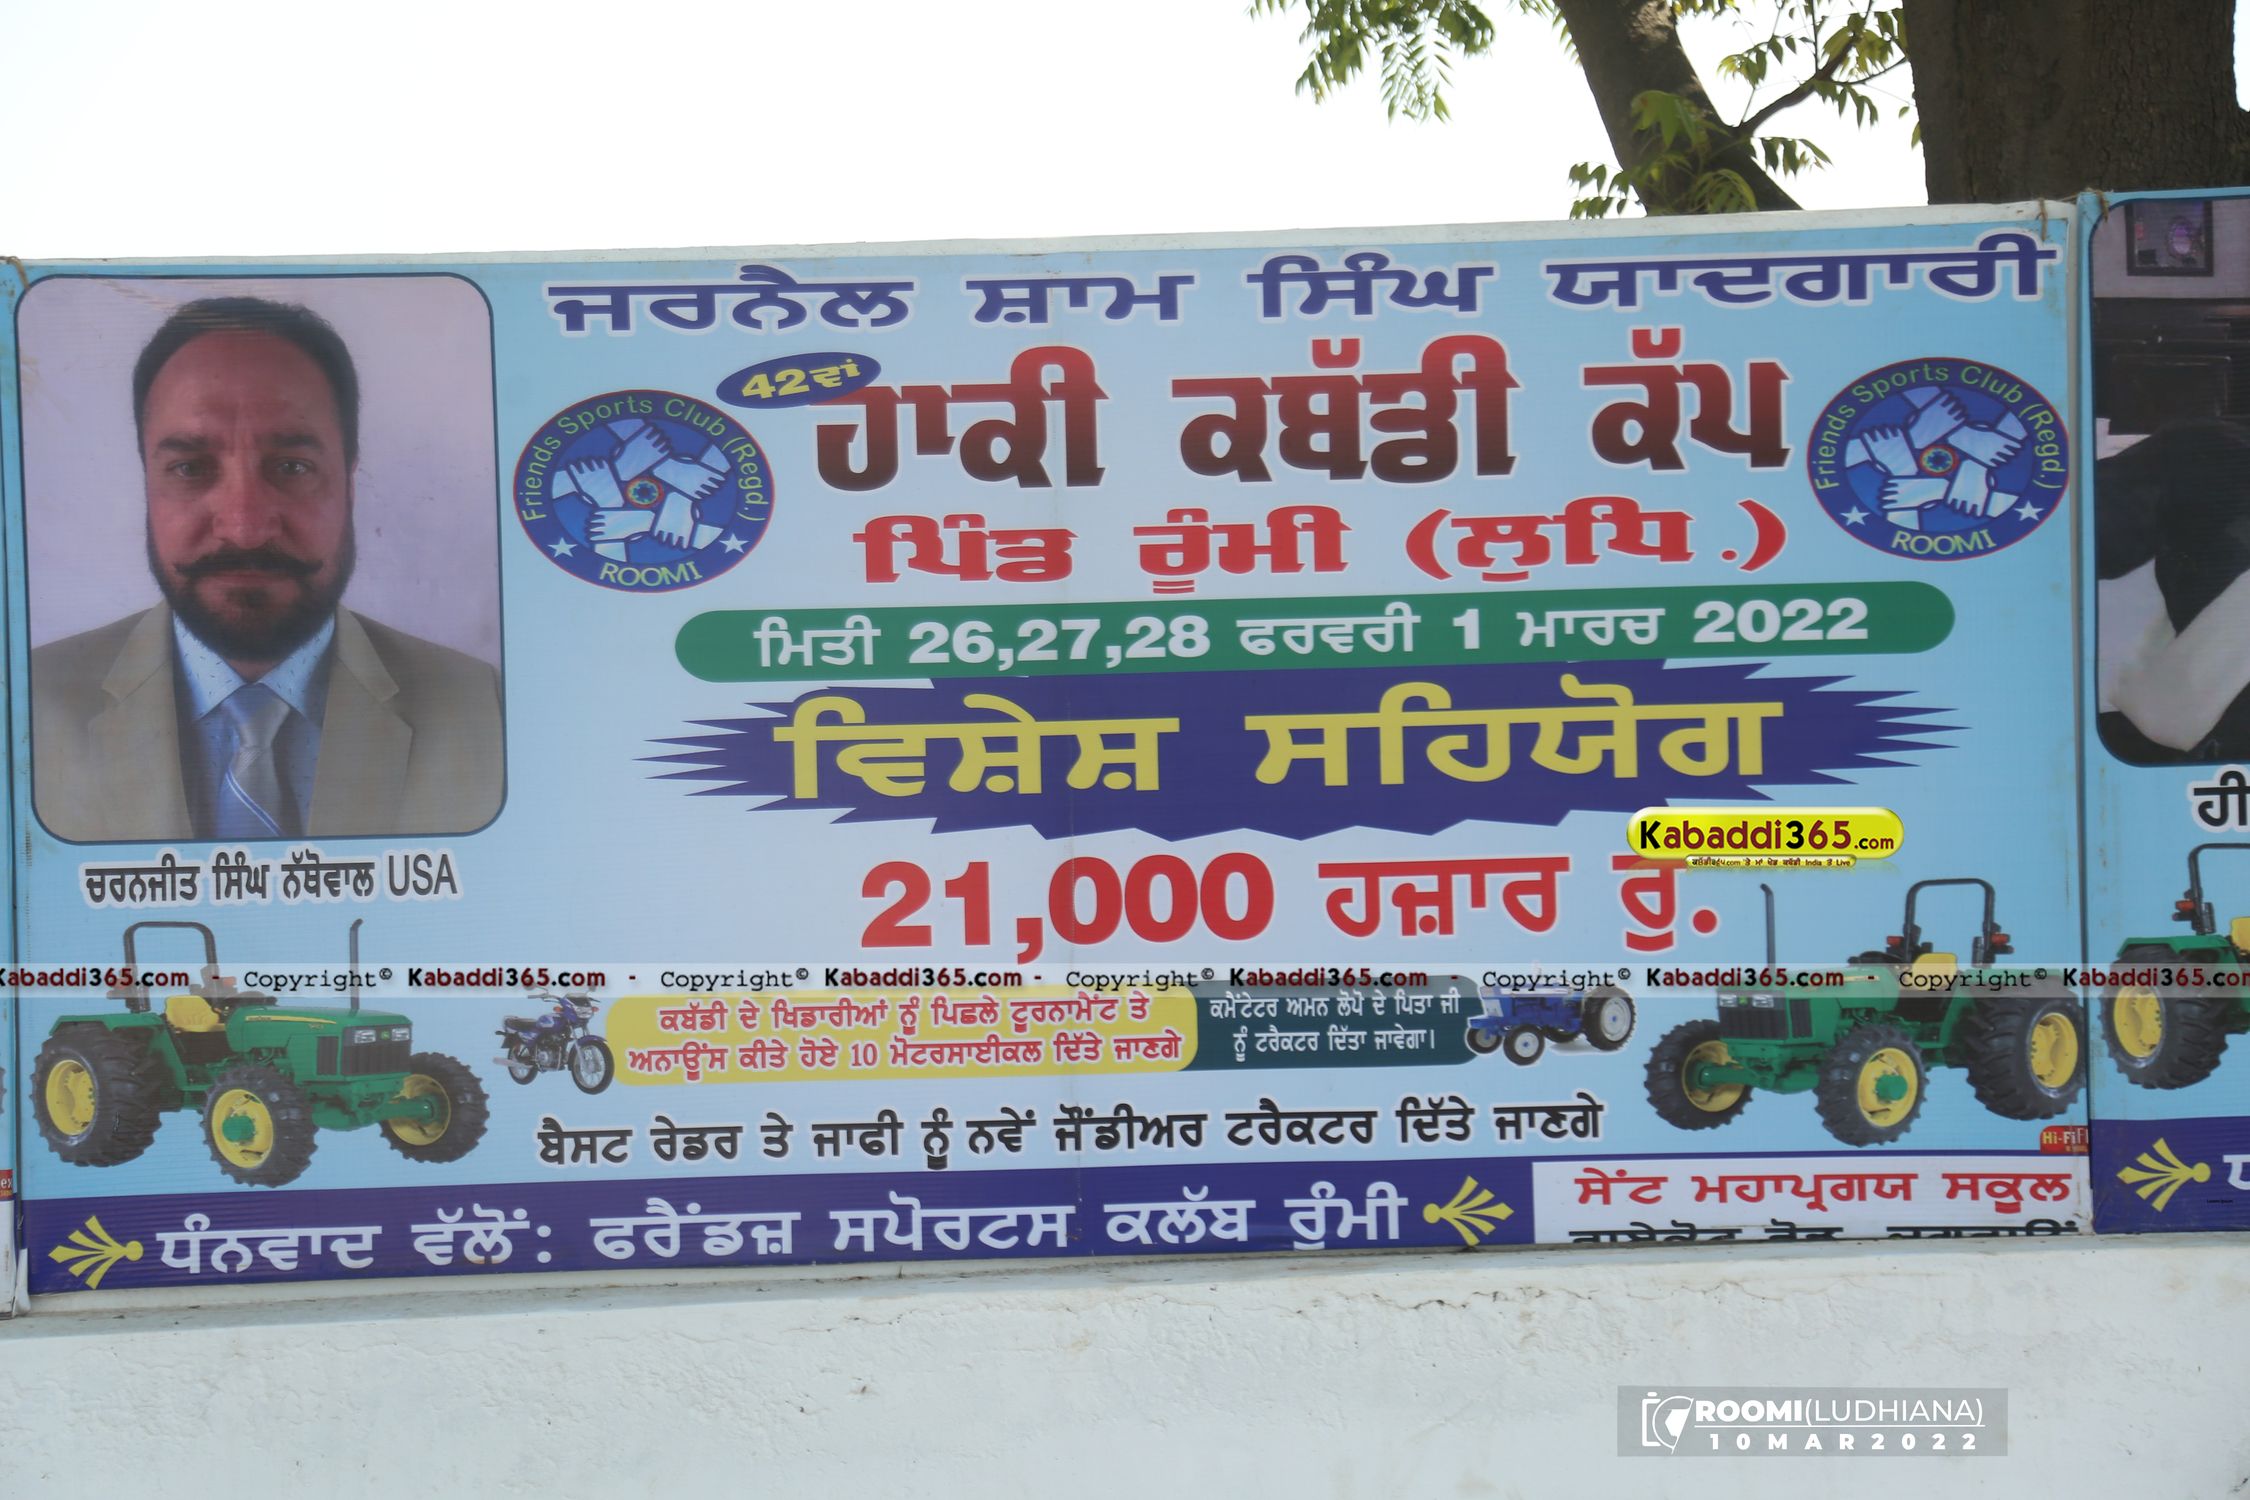 ਜਰਨੈਲ ਸ਼ਾਮ ਸਿੰਘ ਯਾਦਗਾਰੀ
42ਵਾਂ
ਹਾਕੀ ਕਬੱਡੀ ਕੱਪ
Friends Sports Club (Regd.)
ROOMI
Friends Sports Club (Regd.)
ROOMI
ਪਿੰਡ ਰੂੰਮੀ (ਲੁਧਿ.)
ਮਿਤੀ 26,27,28 ਫਰਵਰੀ 1 ਮਾਰਚ 2022
ਵਿਸ਼ੇਸ਼ ਸਹਿਯੋਗ
Kabaddi365.com
21,000 ਹਜ਼ਾਰ ਰੁ.
ਚਰਨਜੀਤ ਸਿੰਘ ਨੱਥੋਵਾਲ USA
Kabaddi365.com - Copyright© Kabaddi365.com - Copyright© Kabaddi365.com - Copyright© Kabaddi365.com - Copyright© Kabaddi365.com - Copyright© Kabaddi365.com
ਕਬੱਡੀ ਦੇ ਖਿਡਾਰੀਆਂ ਨੂੰ ਪਿਛਲੇ ਟੂਰਨਾਮੈਂਟ ਤੇ
ਅਨਾਊਂਸ ਕੀਤੇ ਹੋਏ 10 ਮੋਟਰਸਾਈਕਲ ਦਿੱਤੇ ਜਾਣਗੇ
ਕਮੈਂਟੇਟਰ ਅਮਨ ਲੋਪੋ ਦੇ ਪਿਤਾ ਜੀ
ਨੂੰ ਟਰੈਕਟਰ ਦਿੱਤਾ ਜਾਵੇਗਾ।
ਬੈਸਟ ਰੇਡਰ ਤੇ ਜਾਫੀ ਨੂੰ ਨਵੇਂ ਜੌਂਡੀਅਰ ਟਰੈਕਟਰ ਦਿੱਤੇ ਜਾਣਗੇ
Hi-Fi
ਧੰਨਵਾਦ ਵੱਲੋਂ: ਫਰੈਂਡਜ਼ ਸਪੋਰਟਸ ਕਲੱਬ ਰੁੰਮੀ
ਸੇਂਟ ਮਹਾਪ੍ਰਗਯ ਸਕੂਲ
ROOMI(LUDHIANA)
10MAR2022